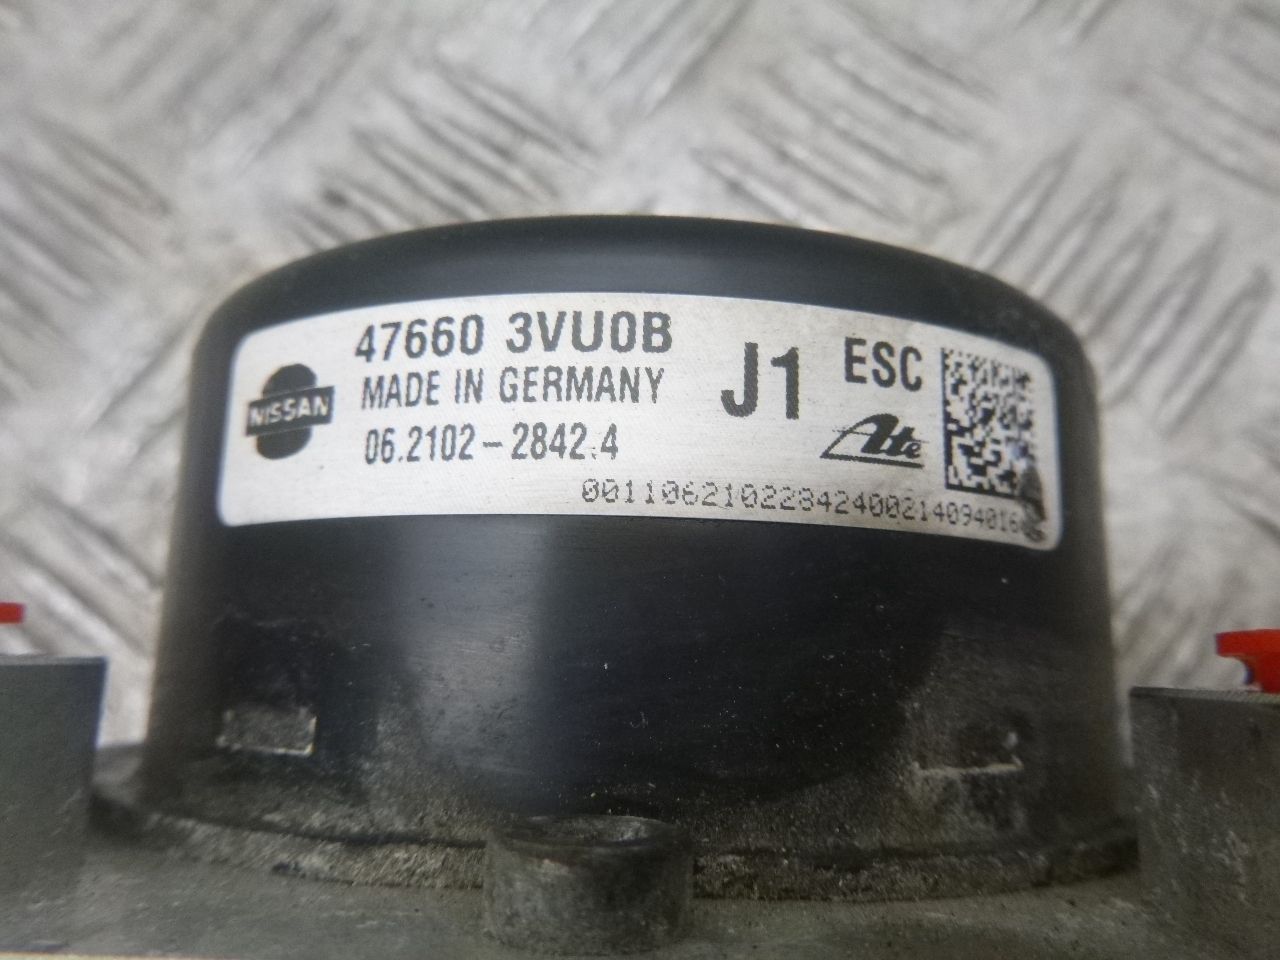 NISSAN
47660 3VU0B
MADE IN GERMANY
06.2102-2842.4
J1
ESC
Ate